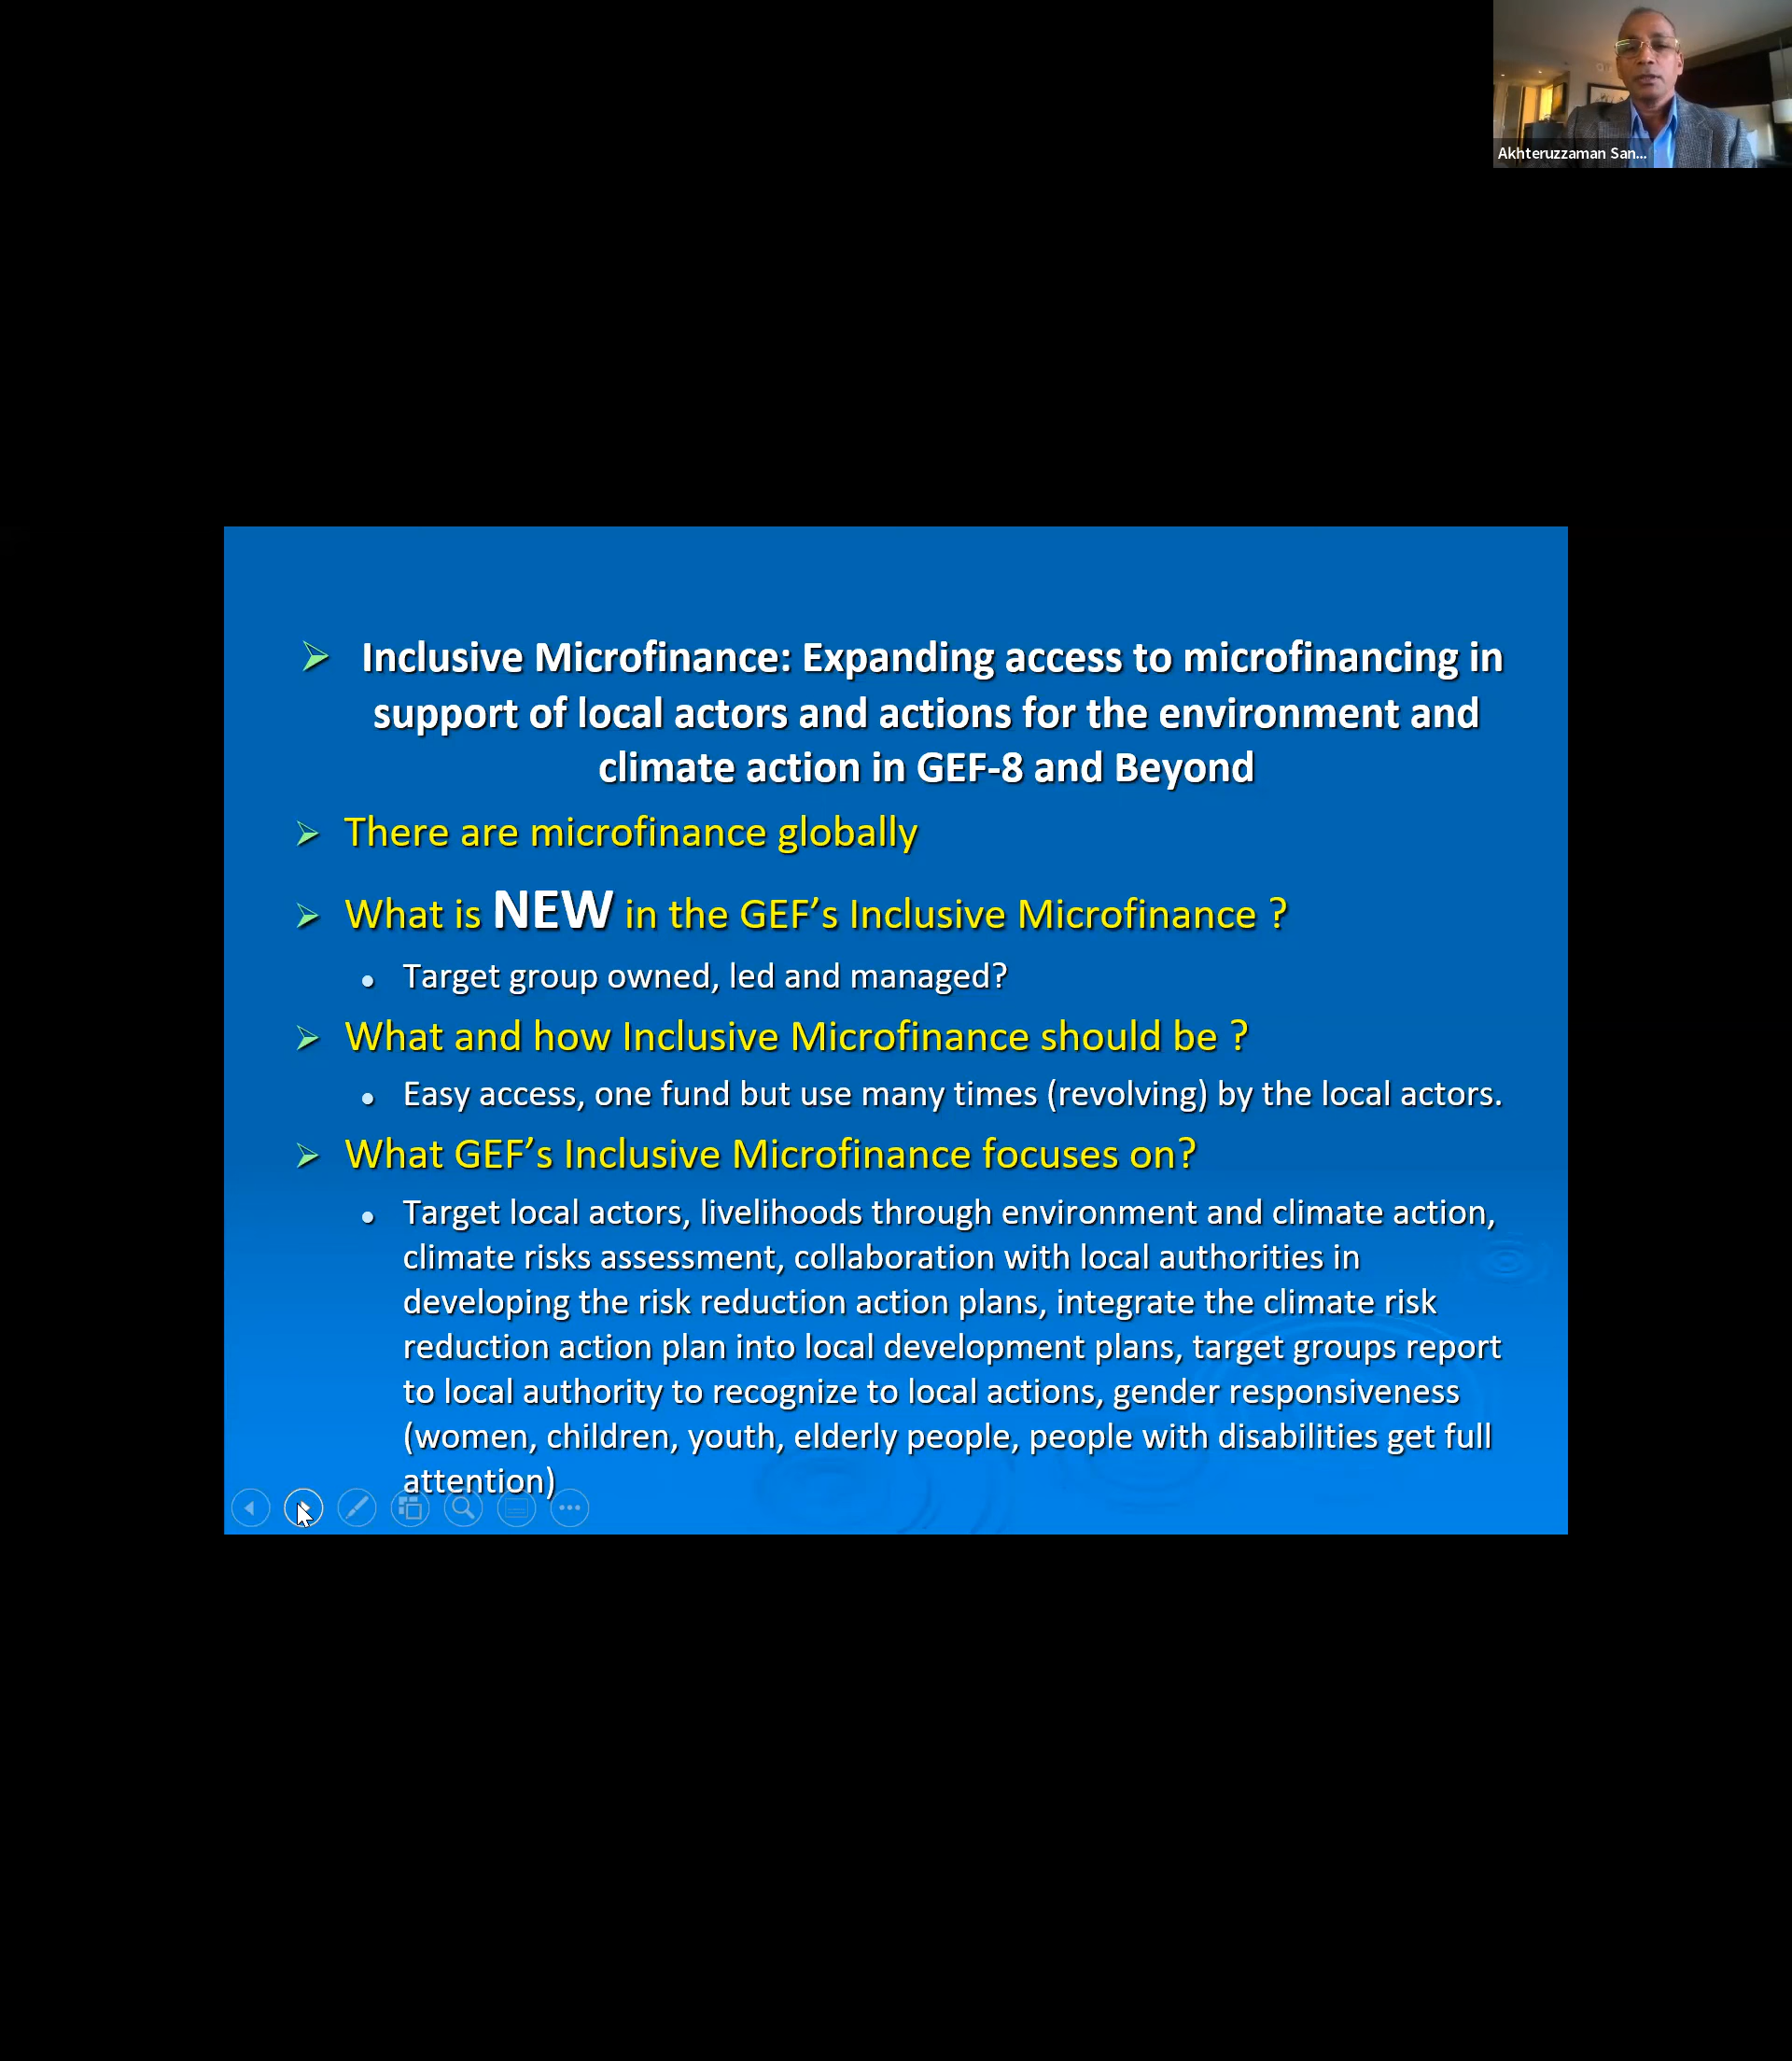 Akhteruzzaman San...
Inclusive Microfinance: Expanding access to microfinancing in
support of local actors and actions for the environment and
climate action in GEF-8 and Beyond
There are microfinance globally
What is NEW in the GEF’s Inclusive Microfinance ?
Target group owned, led and managed?
What and how Inclusive Microfinance should be ?
Easy access, one fund but use many times (revolving) by the local actors.
What GEF’s Inclusive Microfinance focuses on?
Target local actors, livelihoods through environment and climate action,
climate risks assessment, collaboration with local authorities in
developing the risk reduction action plans, integrate the climate risk
reduction action plan into local development plans, target groups report
to local authority to recognize to local actions, gender responsiveness
(women, children, youth, elderly people, people with disabilities get full
attention)